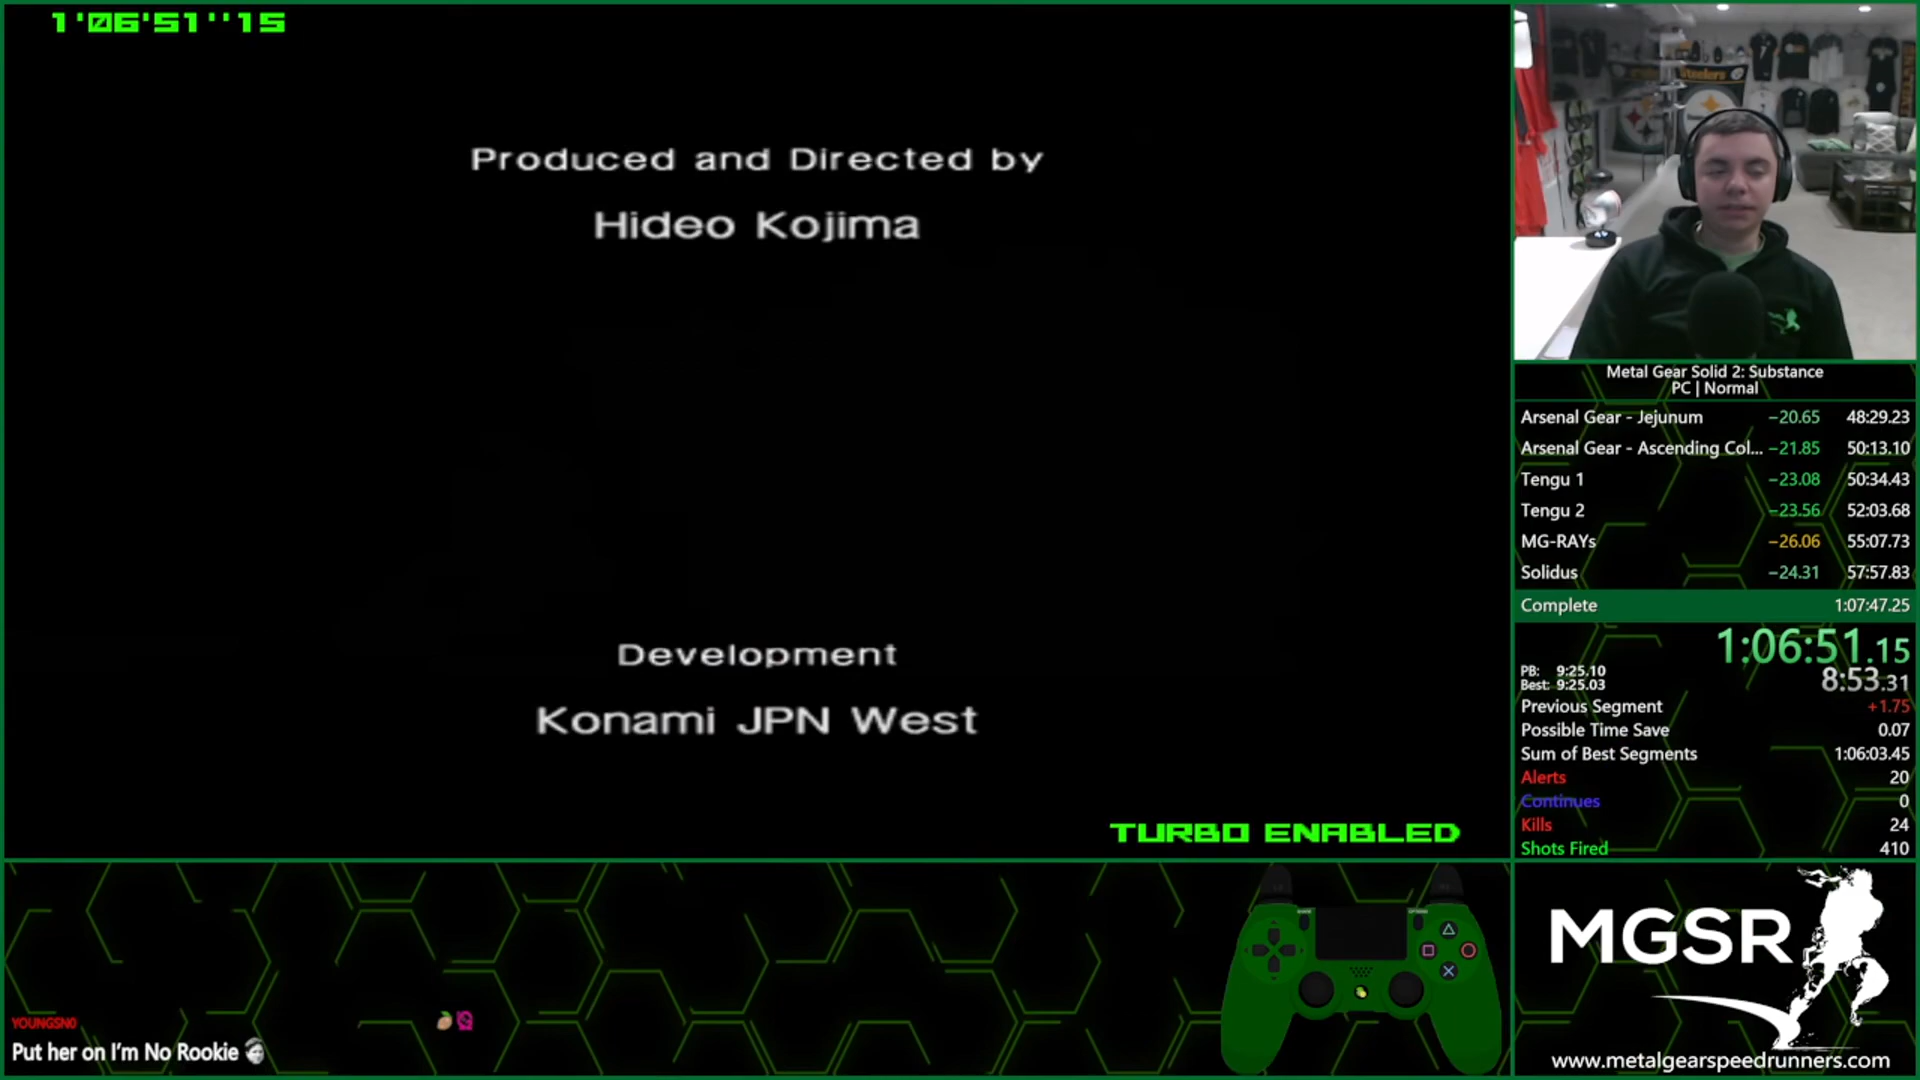 1'06'51''15
Produced and Directed by
Hideo Kojima
Development
Konami JPN West
TURBO ENABLED
YOUNGSN0
Put her on I'm No Rookie
Steelers
Metal Gear Solid 2: Substance
PC | Normal
Arsenal Gear - Jejunum −20.65 48:29.23
Arsenal Gear - Ascending Col... −21.85 50:13.10
Tengu 1 −23.08 50:34.43
Tengu 2 −23.56 52:03.68
MG-RAYs −26.06 55:07.73
Solidus −24.31 57:57.83
Complete 1:07:47.25
1:06:51.15
PB: 9:25.10
Best: 9:25.03
8:53.31
Previous Segment +1.75
Possible Time Save 0.07
Sum of Best Segments 1:06:03.45
Alerts 20
Continues 0
Kills 24
Shots Fired 410
MGSR
www.metalgearspeedrunners.com